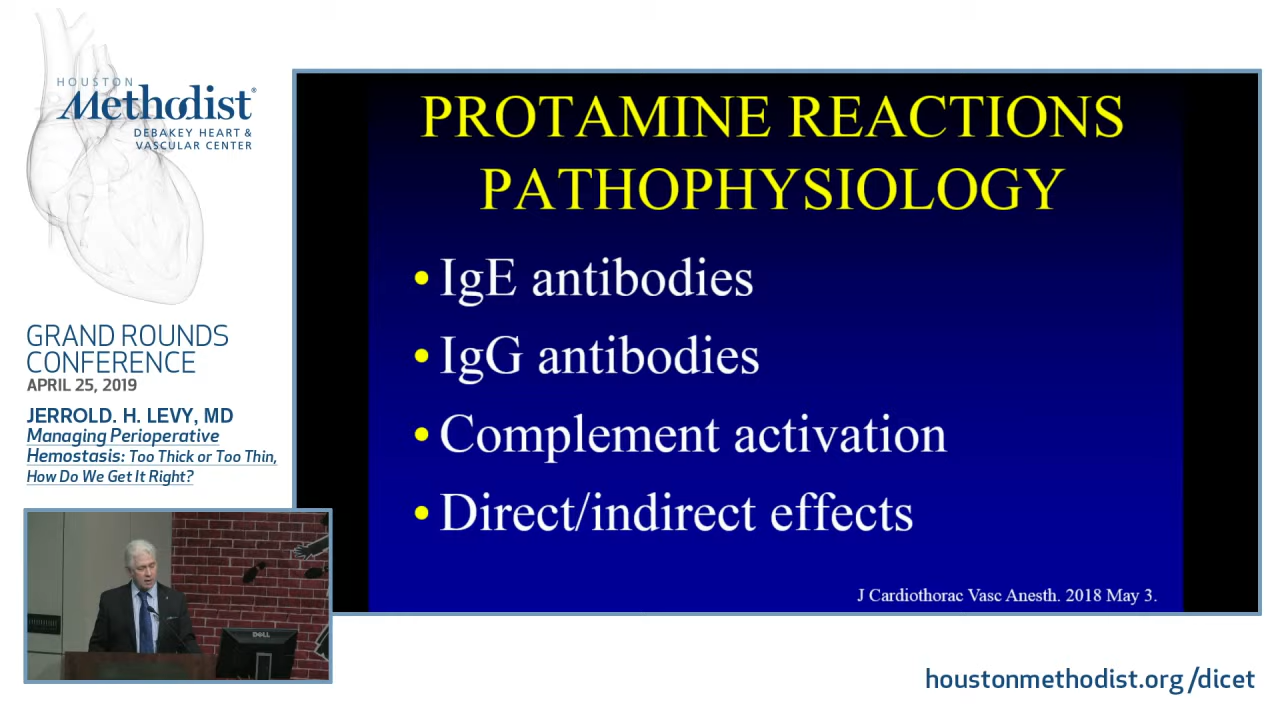 HOUSTON
Methodist®
DEBAKEY HEART &
VASCULAR CENTER
GRAND ROUNDS
CONFERENCE
APRIL 25, 2019
JERROLD. H. LEVY, MD
Managing Perioperative
Hemostasis: Too Thick or Too Thin,
How Do We Get It Right?
PROTAMINE REACTIONS
PATHOPHYSIOLOGY
• IgE antibodies
• IgG antibodies
• Complement activation
• Direct/indirect effects
J Cardiothorac Vasc Anesth. 2018 May 3.
DELL
houstonmethodist.org/dicet